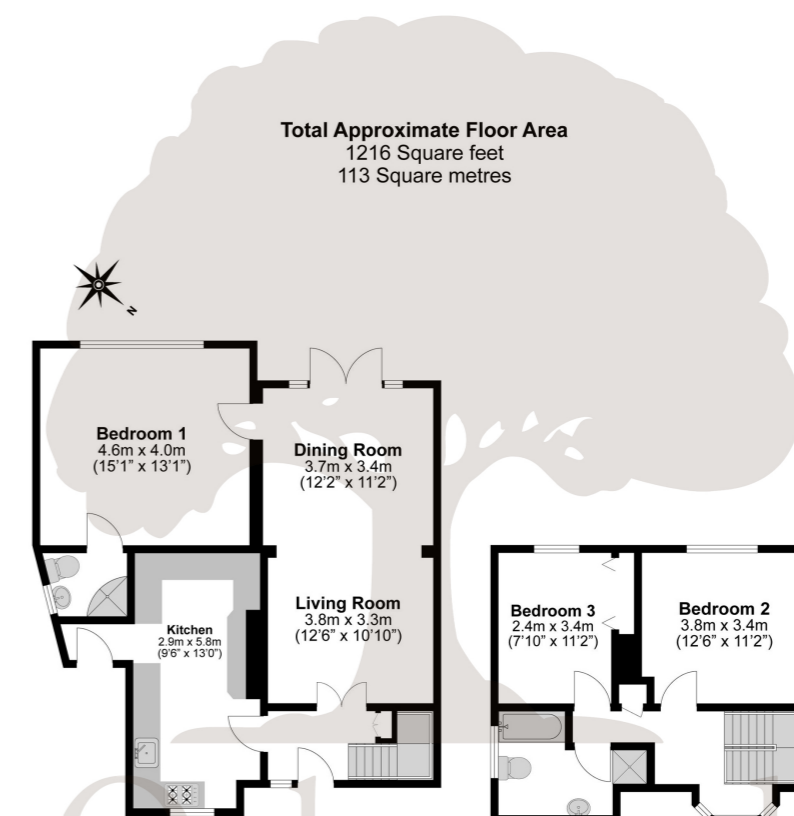 Total Approximate Floor Area
1216 Square feet
113 Square metres
N
Bedroom 1
4.6m x 4.0m
(15’1” x 13’1”)
Dining Room
3.7m x 3.4m
(12’2” x 11’2”)
Kitchen
2.9m x 5.8m
(9’6” x 13’0”)
Living Room
3.8m x 3.3m
(12’6” x 10’10”)
Bedroom 3
2.4m x 3.4m
(7’10” x 11’2”)
Bedroom 2
3.8m x 3.4m
(12’6” x 11’2”)